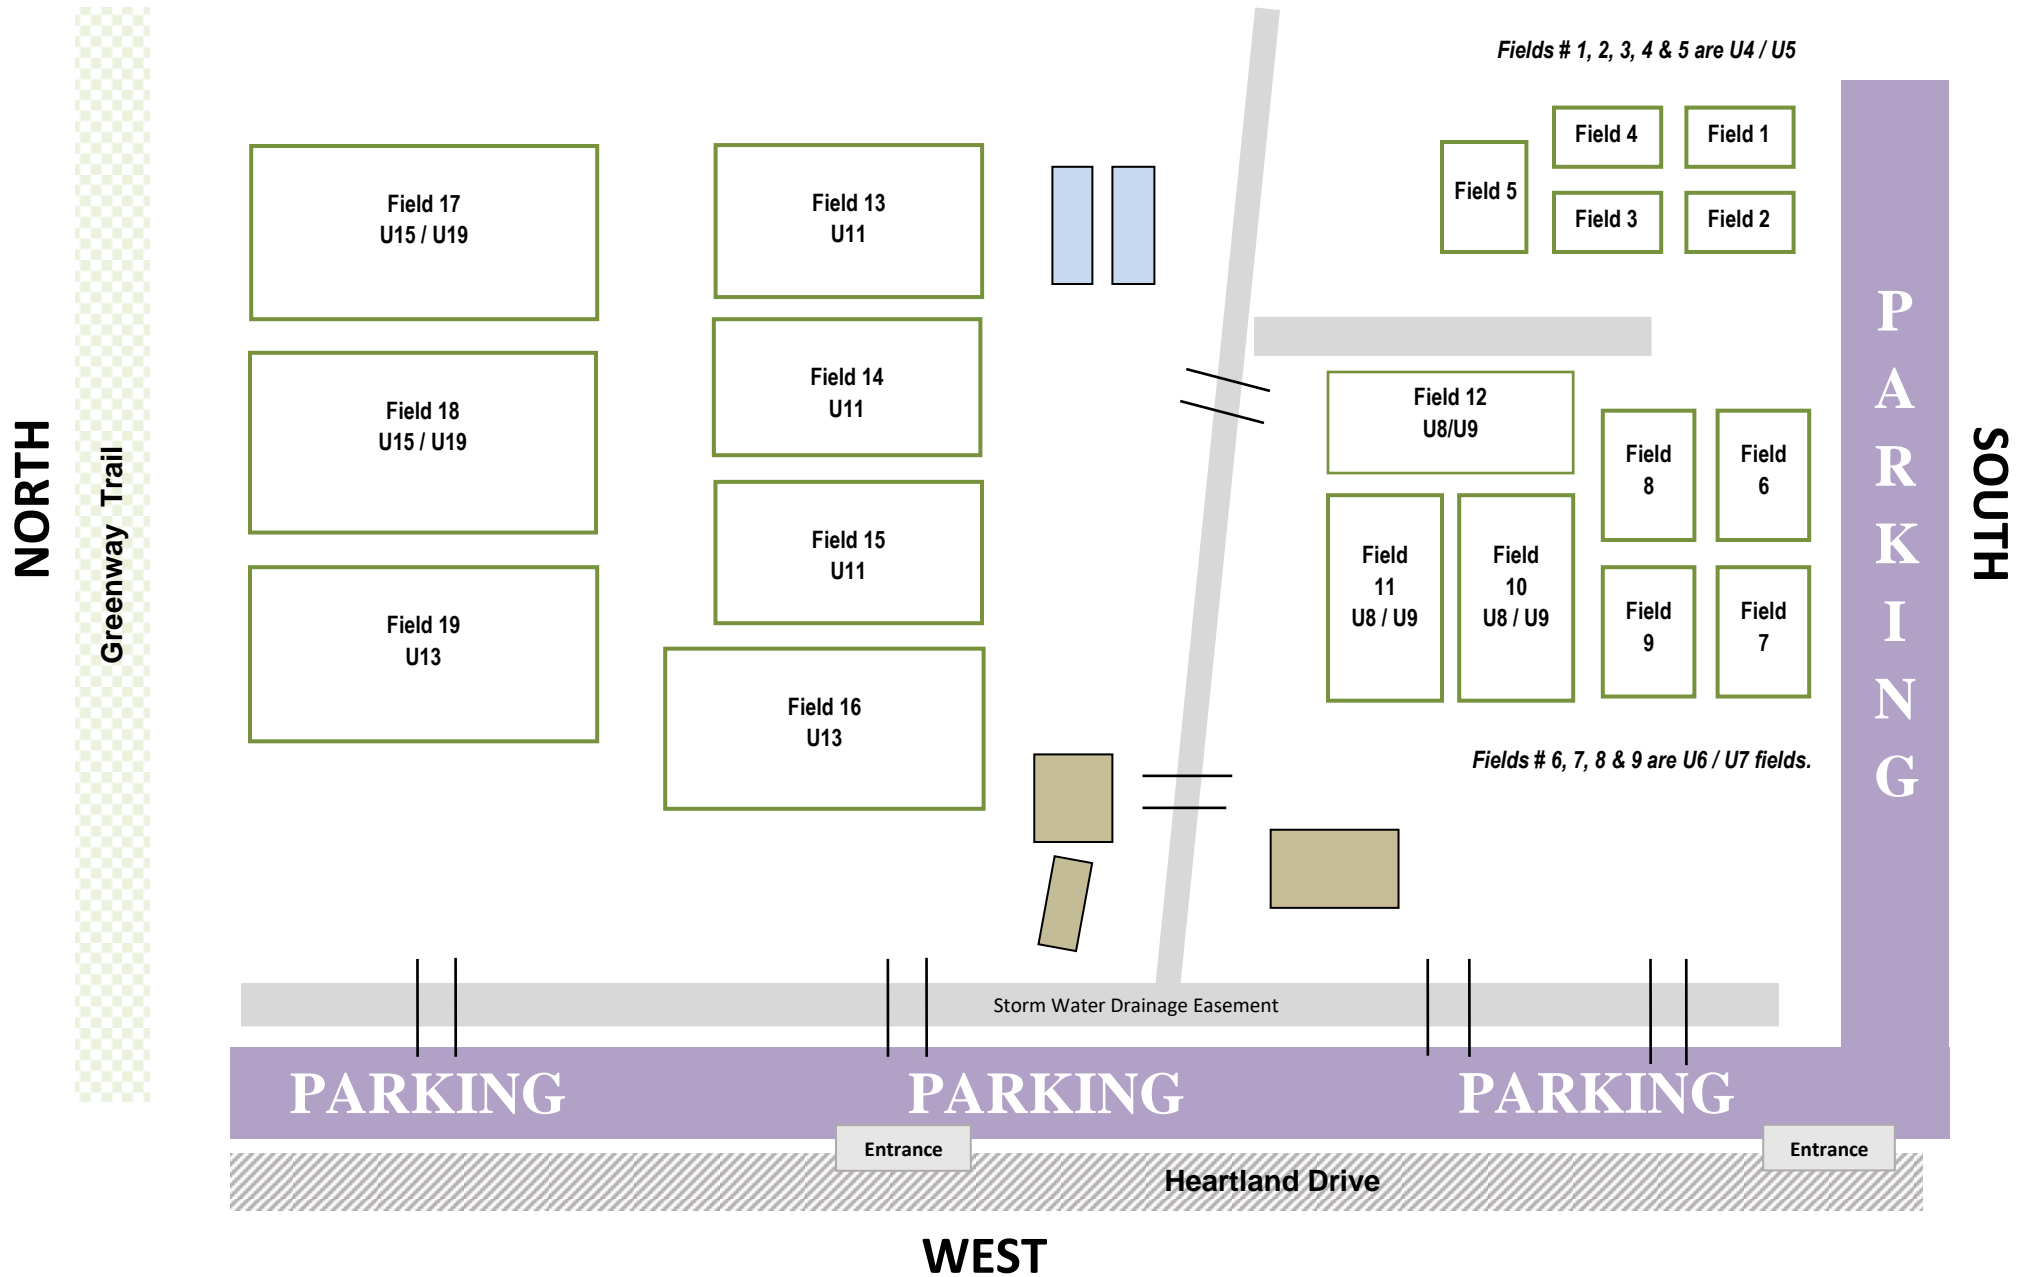 Fields # 1, 2, 3, 4 & 5 are U4 / U5
Field 4
Field 1
Field 5
Field 3
Field 2
Field 17
U15 / U19
Field 13
U11
Field 14
U11
Field 18
U15 / U19
Field 15
U11
Field 19
U13
Field 16
U13
Field 12
U8/U9
Field
8
Field
6
Field
11
U8 / U9
Field
10
U8 / U9
Field
9
Field
7
Fields # 6, 7, 8 & 9 are U6 / U7 fields.
NORTH
Greenway Trail
PARKING
SOUTH
Storm Water Drainage Easement
PARKING
PARKING
PARKING
Entrance
Entrance
Heartland Drive
WEST